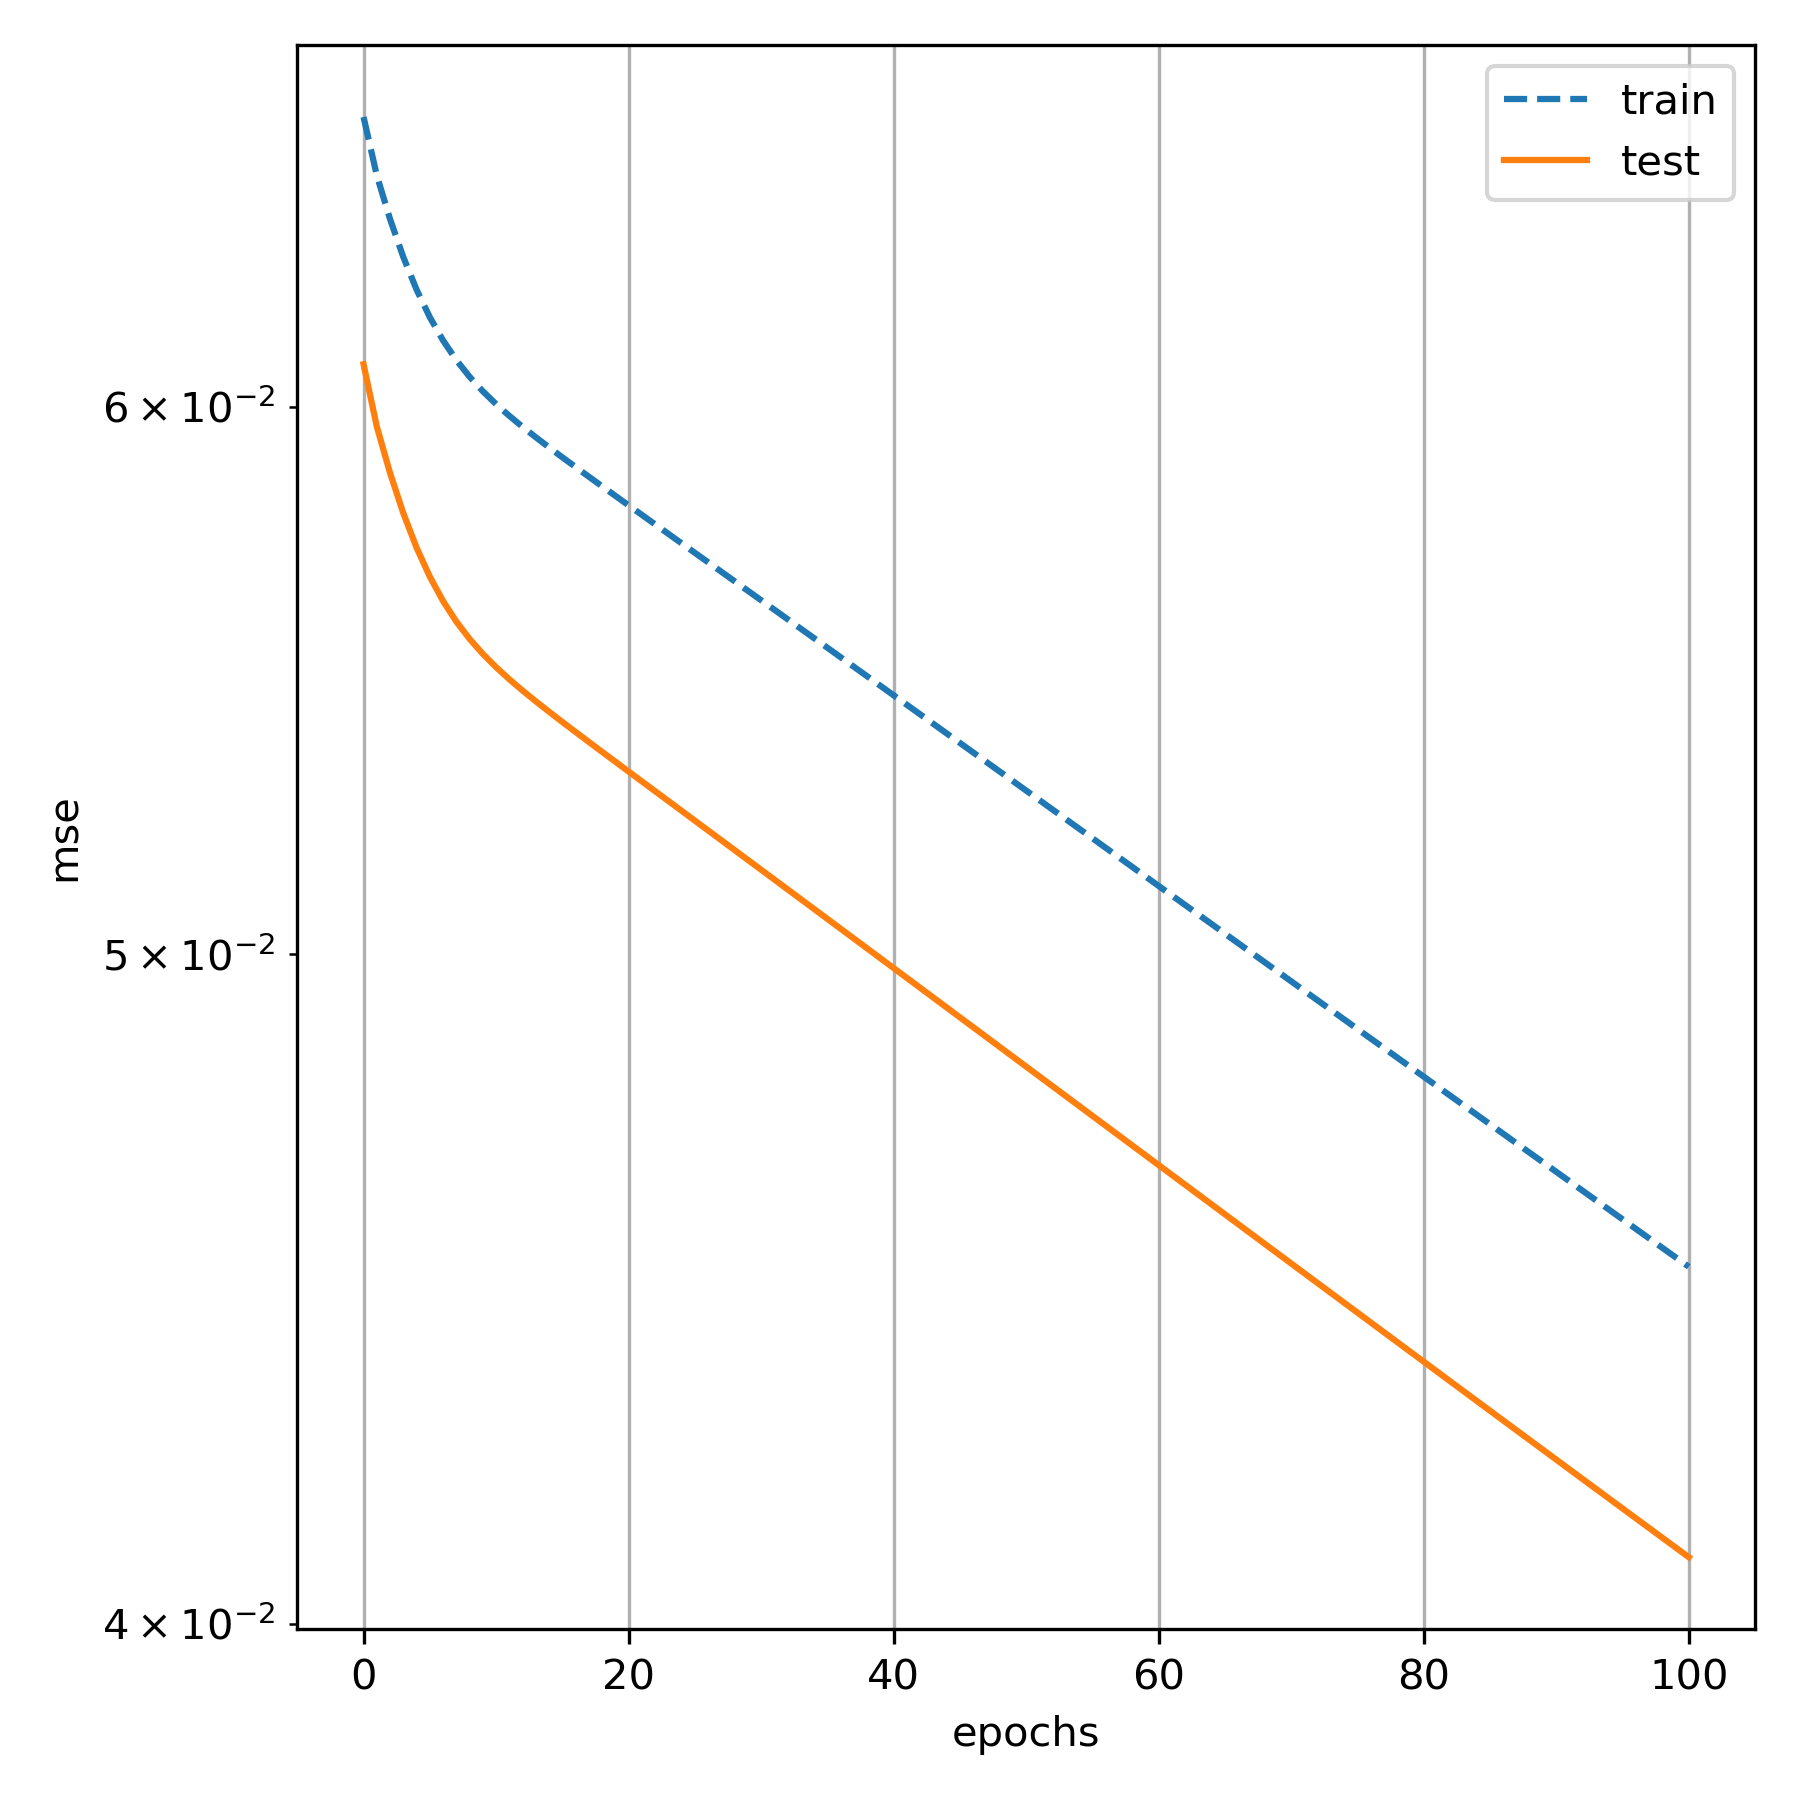 train
test
6 × 10⁻²
5 × 10⁻²
4 × 10⁻²
mse
0 20 40 60 80 100
epochs